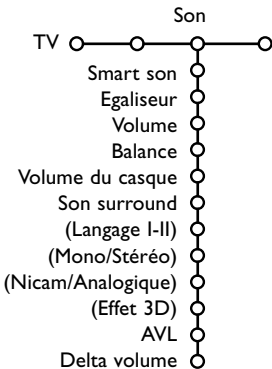 Son
TV
Smart son
Egaliseur
Volume
Balance
Volume du casque
Son surround
(Langage I-II)
(Mono/Stéréo)
(Nicam/Analogique)
(Effet 3D)
AVL
Delta volume